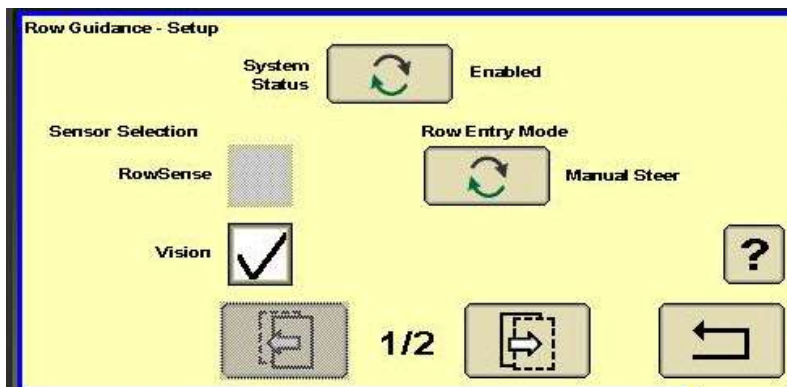 Row Guidance - Setup
System
Status
Enabled
Sensor Selection
Row Entry Mode
RowSense
Manual Steer
Vision
?
1/2